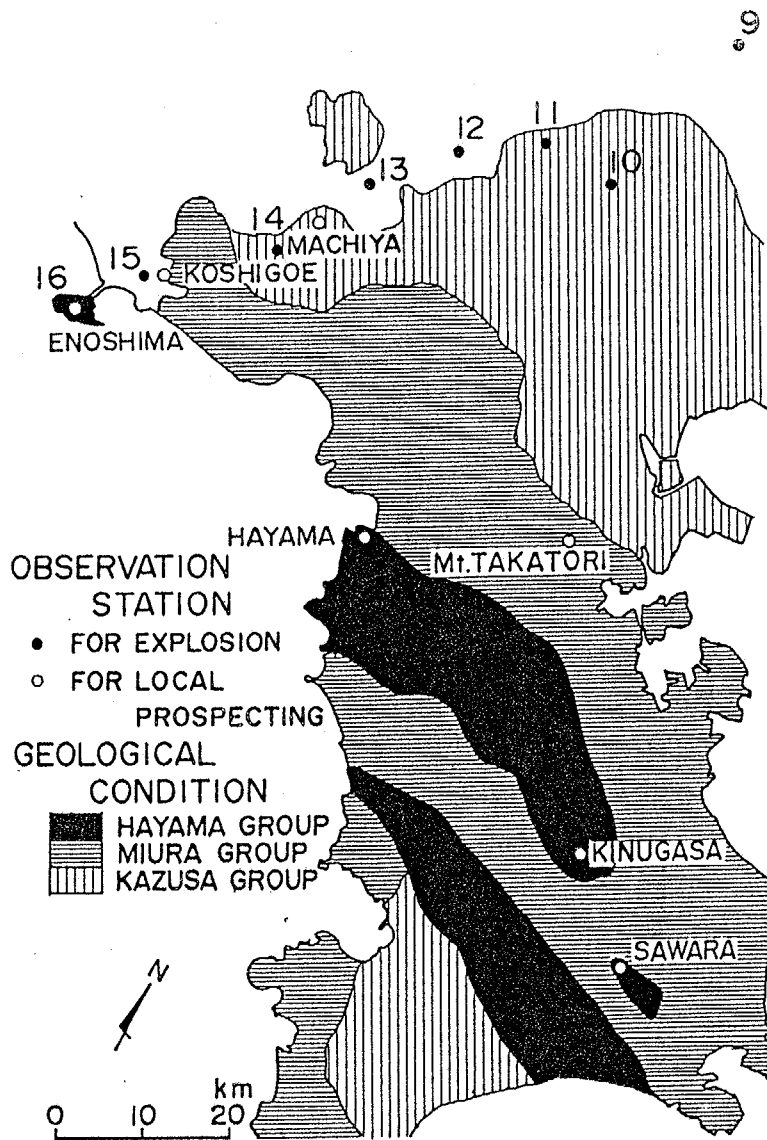 9
11
12
10
13
14
MACHIYA
15
KOSHIGOE
16
ENOSHIMA
HAYAMA
Mt.TAKATORI
OBSERVATION
STATION
FOR EXPLOSION
FOR LOCAL
PROSPECTING
GEOLOGICAL
CONDITION
HAYAMA GROUP
MIURA GROUP
KAZUSA GROUP
KINUGASA
SAWARA
N
km
0 10 20